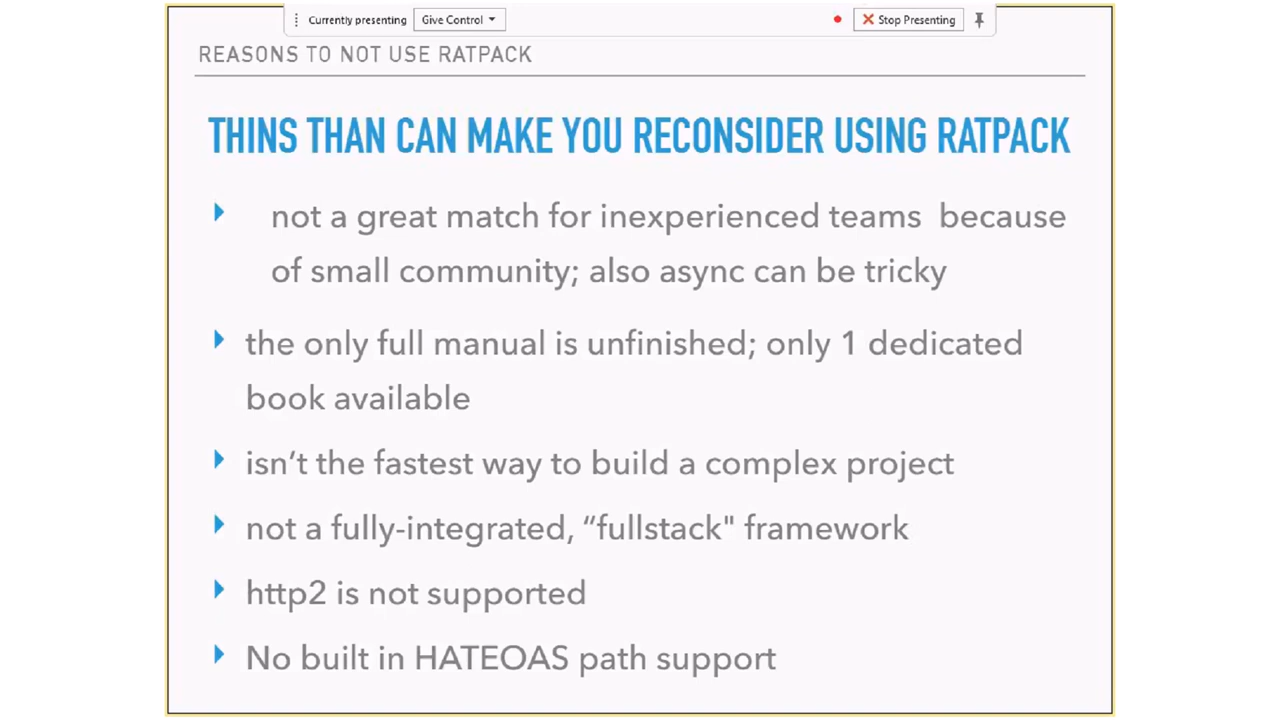 Currently presenting Give Control Stop Presenting
REASONS TO NOT USE RATPACK
THINS THAN CAN MAKE YOU RECONSIDER USING RATPACK
not a great match for inexperienced teams because
of small community; also async can be tricky
the only full manual is unfinished; only 1 dedicated
book available
isn’t the fastest way to build a complex project
not a fully-integrated, “fullstack" framework
http2 is not supported
No built in HATEOAS path support